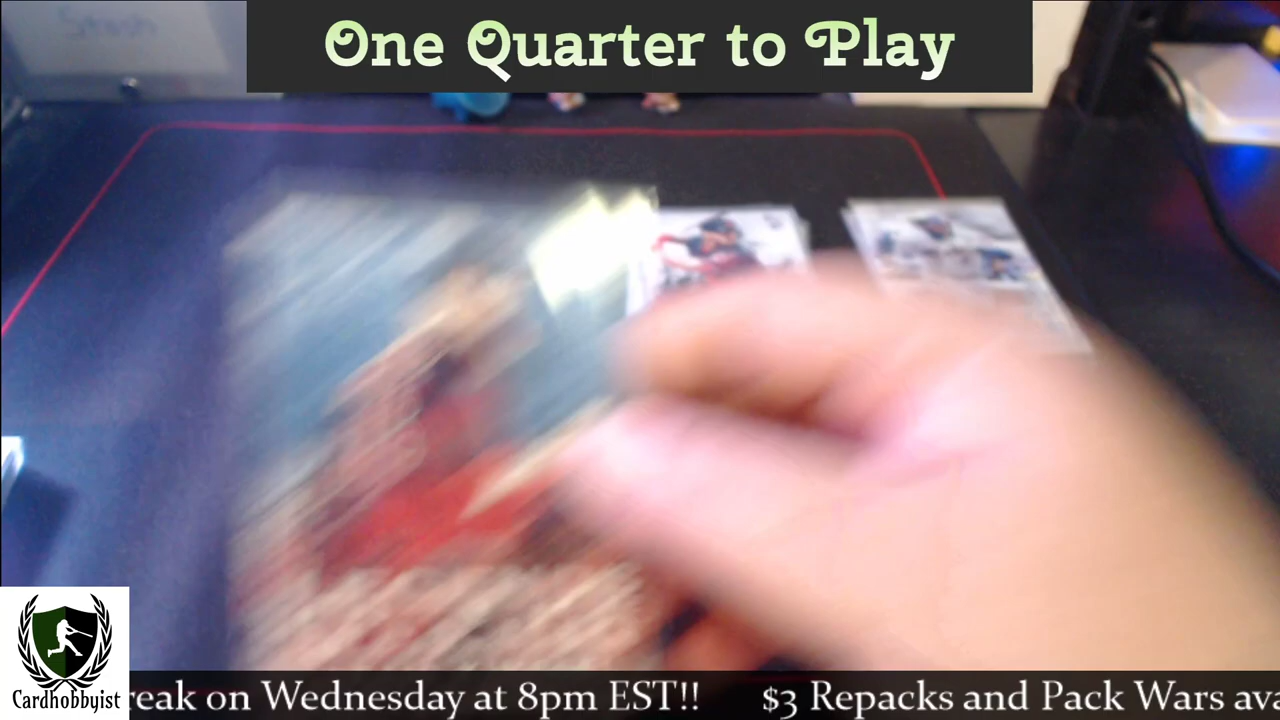 One Quarter to Play
Cardhobbyist
reak on Wednesday at 8pm EST!! $3 Repacks and Pack Wars ava